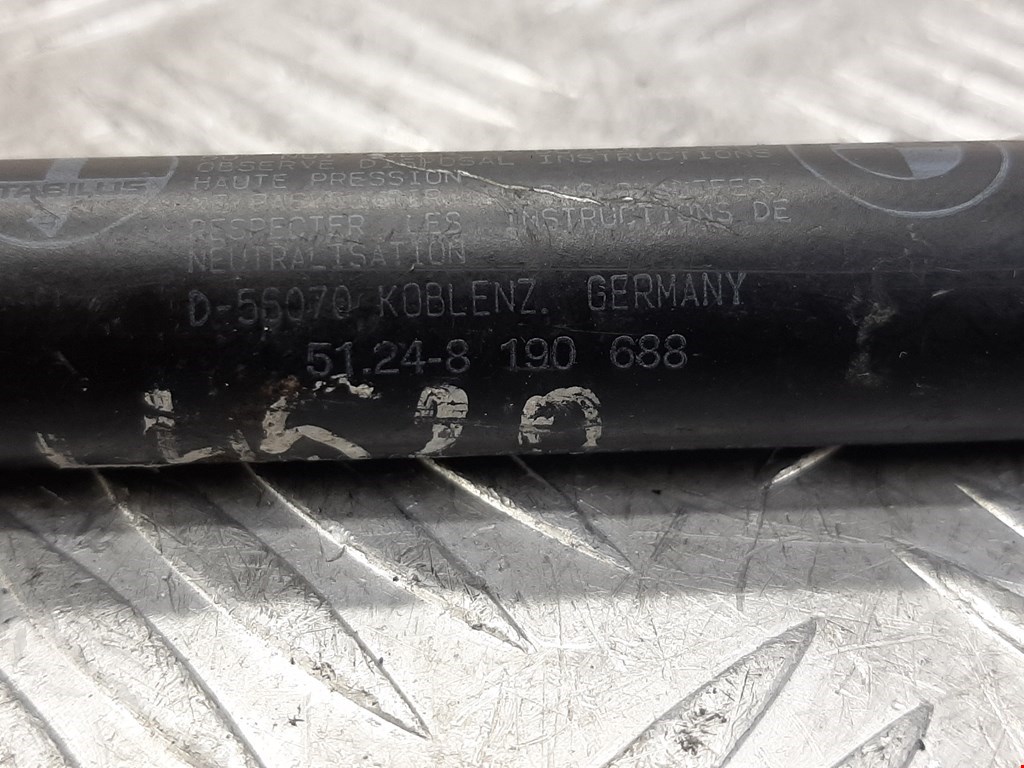 STABILUS
OBSERVE DISPOSAL INSTRUCTIONS
HAUTE PRESSION
RESPECTER LES INSTRUCTIONS DE
NEUTRALISATION
D-56070 KOBLENZ. GERMANY
51.24-8 190 688